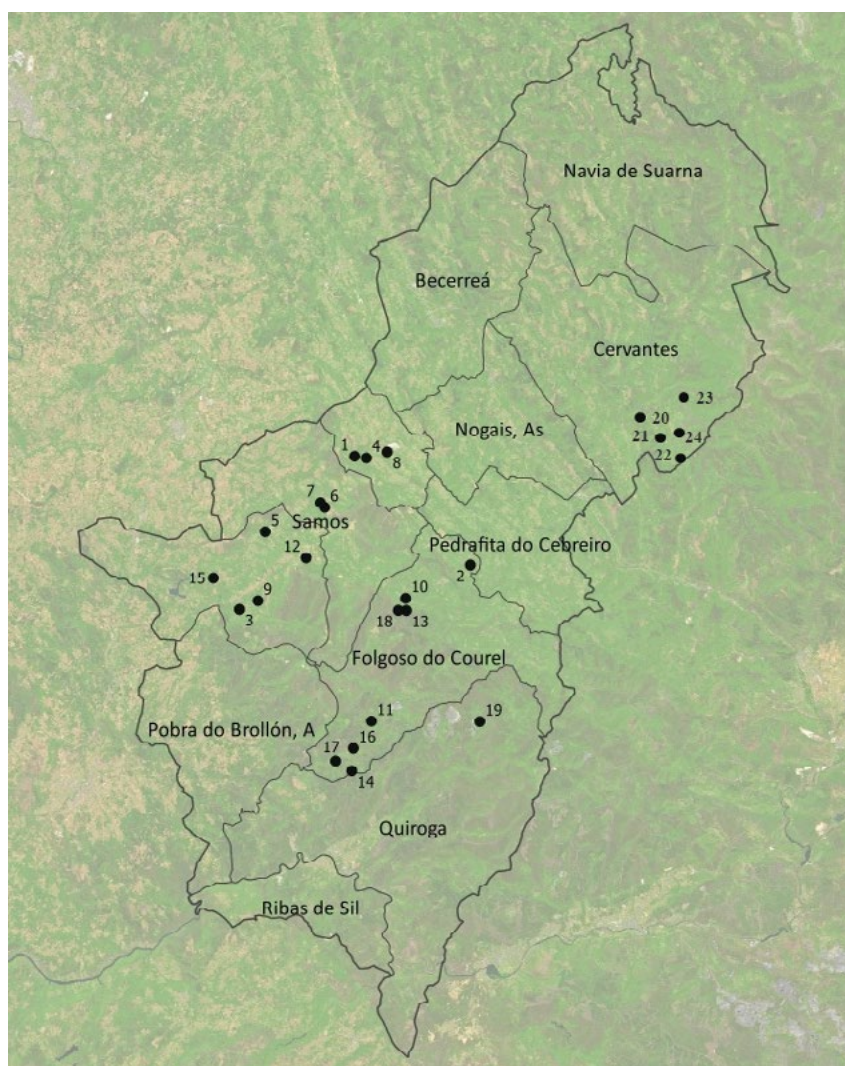 Navia de Suarna
Becerreá
Cervantes
23
20
Nogais, As
21
24
1
4
8
22
7
6
5
Samos
12
Pedrafita do Cebreiro
2
15
10
9
3
18
13
Folgoso do Courel
11
19
Pobra do Brollón, A
16
17
14
Quiroga
Ribas de Sil